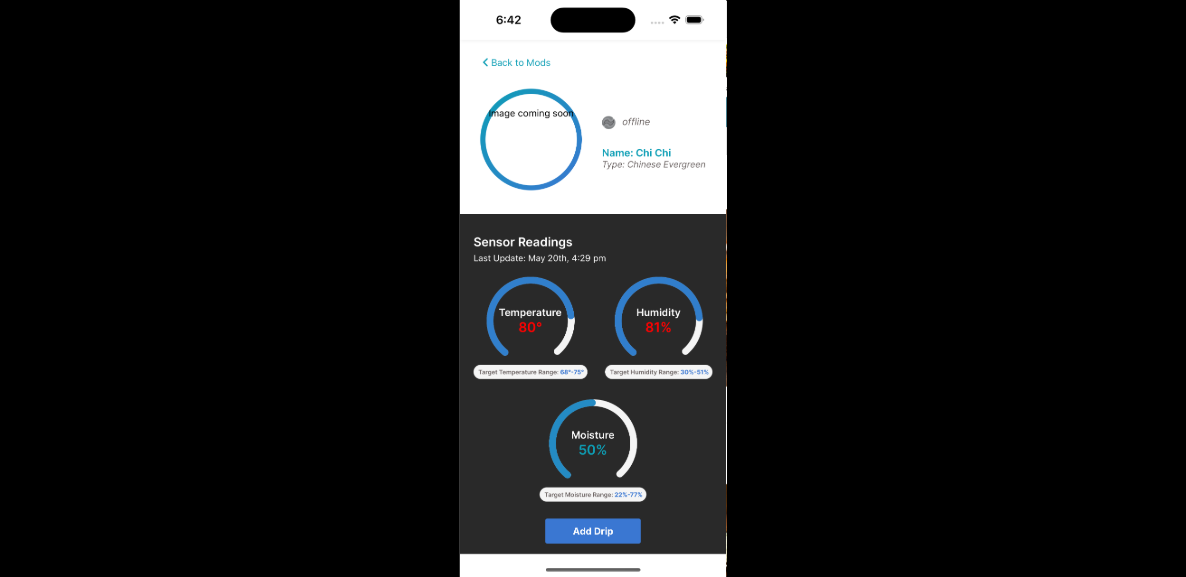 6:42
Back to Mods
Image coming soon
offline
Name: Chi Chi
Type: Chinese Evergreen
Sensor Readings
Last Update: May 20th, 4:29 pm
Temperature
80°
Humidity
81%
Target Temperature Range: 68°-75°
Target Humidity Range: 30%-51%
Moisture
50%
Target Moisture Range: 22%-77%
Add Drip